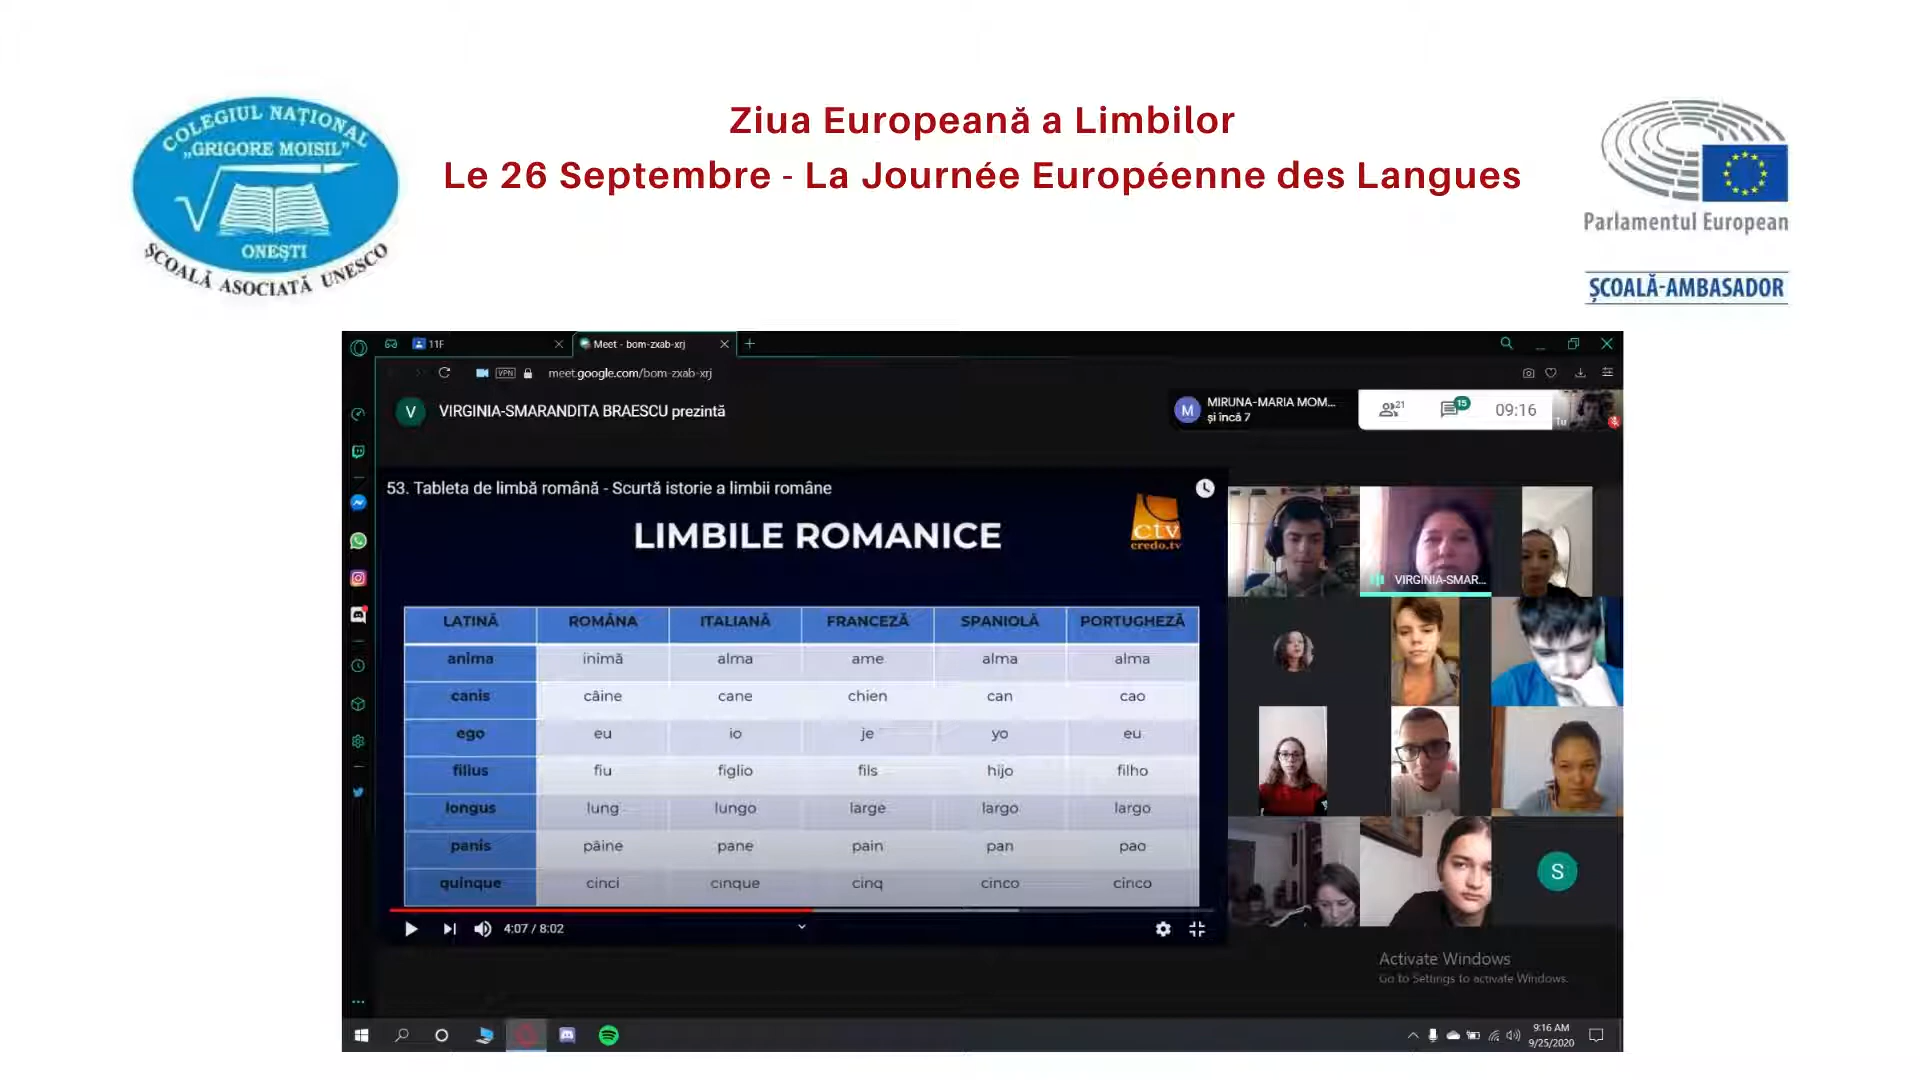 Ziua Europeană a Limbilor
Le 26 Septembre - La Journée Européenne des Langues
COLEGIUL NAȚIONAL
„GRIGORE MOISIL”
ONEȘTI
ȘCOALĂ ASOCIATĂ UNESCO
Parlamentul European
ȘCOALĂ-AMBASADOR
11F
Meet - bom-zxab-xrj
VPN
meet.google.com/bom-zxab-xrj
V
VIRGINIA-SMARANDITA BRAESCU prezintă
M
MIRUNA-MARIA MOM...
și încă 7
21
15
09:16
Tu
53. Tableta de limbă română - Scurtă istorie a limbii române
LIMBILE ROMANICE
ctv
credo.tv
LATINĂ ROMÂNA ITALIANĂ FRANCEZĂ SPANIOLĂ PORTUGHEZĂ
anima inimă alma ame alma alma
canis câine cane chien can cao
ego eu io je yo eu
filius fiu figlio fils hijo filho
longus lung lungo large largo largo
panis pâine pane pain pan pao
quinque cinci cinque cinq cinco cinco
4:07 / 8:02
VIRGINIA-SMAR...
S
Activate Windows
Go to Settings to activate Windows.
9:16 AM
9/25/2020